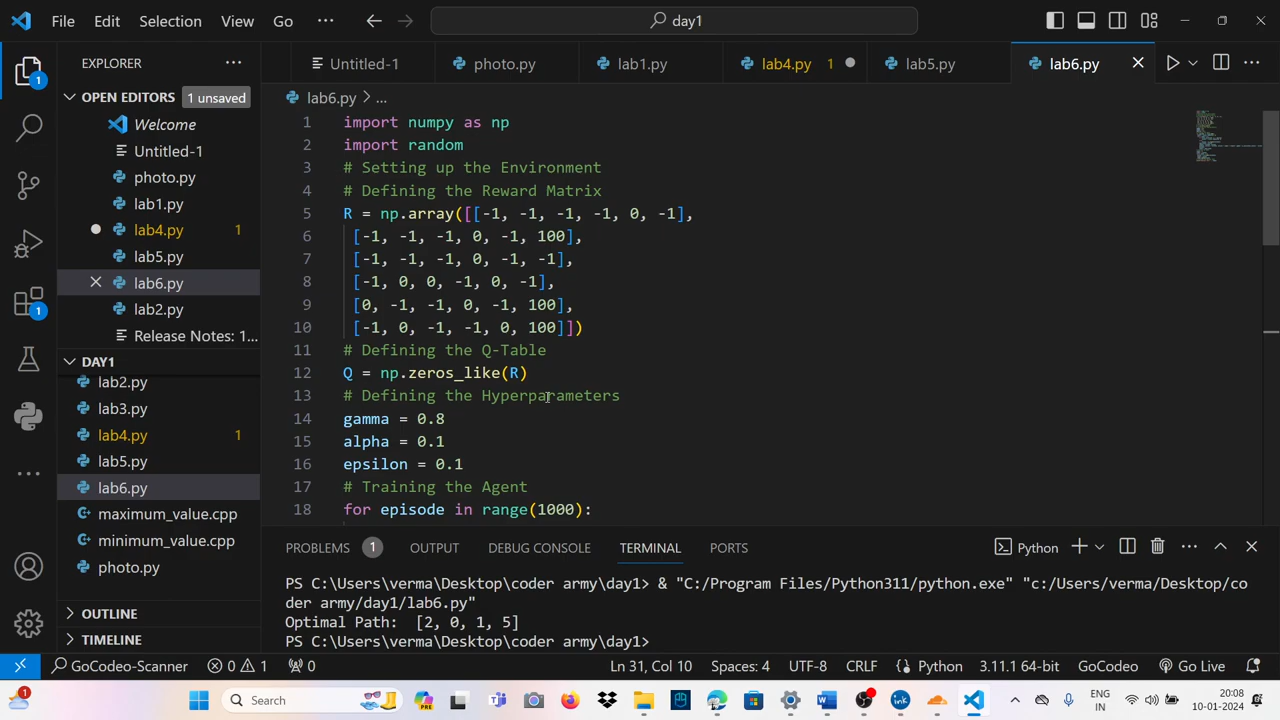 File Edit Selection View Go ··· day1
EXPLORER ···
OPEN EDITORS 1 unsaved
Welcome
Untitled-1
photo.py
lab1.py
lab4.py 1
lab5.py
lab6.py
lab2.py
Release Notes: 1...
DAY1
lab2.py
lab3.py
lab4.py 1
lab5.py
lab6.py
maximum_value.cpp
minimum_value.cpp
photo.py
OUTLINE
TIMELINE
1
1
Untitled-1 photo.py lab1.py lab4.py 1 lab5.py lab6.py
lab6.py > ...
1 import numpy as np
2 import random
3 # Setting up the Environment
4 # Defining the Reward Matrix
5 R = np.array([[-1, -1, -1, -1, 0, -1],
6 [-1, -1, -1, 0, -1, 100],
7 [-1, -1, -1, 0, -1, -1],
8 [-1, 0, 0, -1, 0, -1],
9 [0, -1, -1, 0, -1, 100],
10 [-1, 0, -1, -1, 0, 100]])
11 # Defining the Q-Table
12 Q = np.zeros_like(R)
13 # Defining the Hyperparameters
14 gamma = 0.8
15 alpha = 0.1
16 epsilon = 0.1
17 # Training the Agent
18 for episode in range(1000):
PROBLEMS 1 OUTPUT DEBUG CONSOLE TERMINAL PORTS Python
PS C:\Users\verma\Desktop\coder army\day1> & "C:/Program Files/Python311/python.exe" "c:/Users/verma/Desktop/co
der army/day1/lab6.py"
Optimal Path: [2, 0, 1, 5]
PS C:\Users\verma\Desktop\coder army\day1>
GoCodeo-Scanner 0 1 0 Ln 31, Col 10 Spaces: 4 UTF-8 CRLF Python 3.11.1 64-bit GoCodeo Go Live
1 Search PRE ink ENG 20:08
IN 10-01-2024